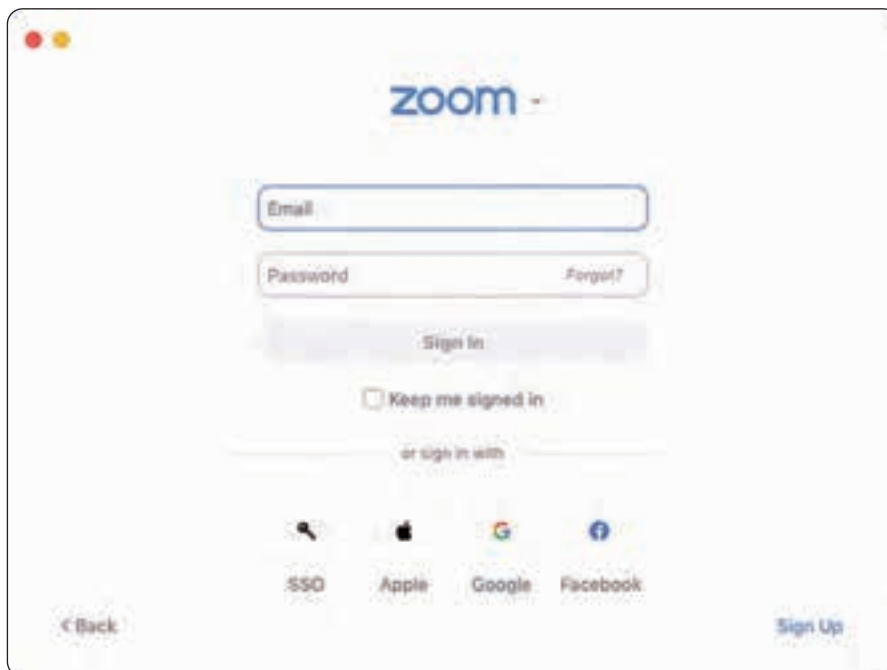 zoom
Email
Password Forgot?
Sign In
Keep me signed in
or sign in with
SSO Apple Google Facebook
< Back Sign Up